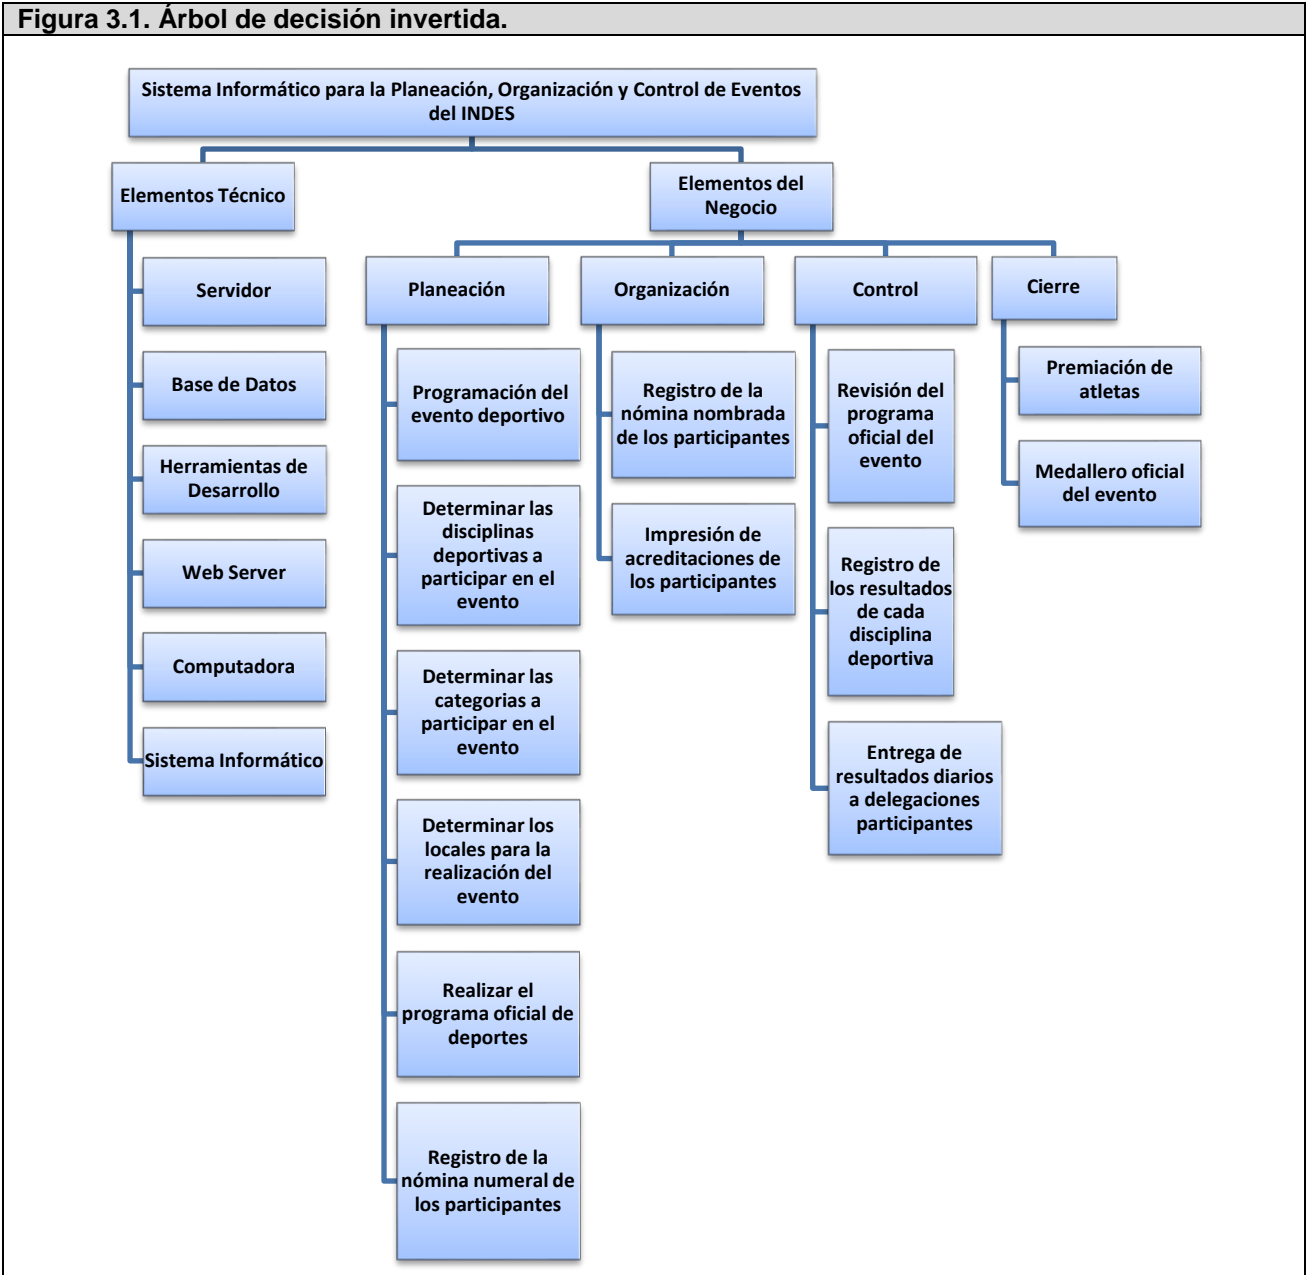 Figura 3.1. Árbol de decisión invertida.
Sistema Informático para la Planeación, Organización y Control de Eventos
del INDES
Elementos Técnico
Elementos del
Negocio
Servidor
Base de Datos
Herramientas de
Desarrollo
Web Server
Computadora
Sistema Informático
Planeación
Programación del
evento deportivo
Determinar las
disciplinas
deportivas a
participar en el
evento
Determinar las
categorias a
participar en el
evento
Determinar los
locales para la
realización del
evento
Realizar el
programa oficial de
deportes
Registro de la
nómina numeral de
los participantes
Organización
Registro de la
nómina nombrada
de los participantes
Impresión de
acreditaciones de
los participantes
Control
Revisión del
programa
oficial del
evento
Registro de
los resultados
de cada
disciplina
deportiva
Entrega de
resultados diarios
a delegaciones
participantes
Cierre
Premiación de
atletas
Medallero oficial
del evento